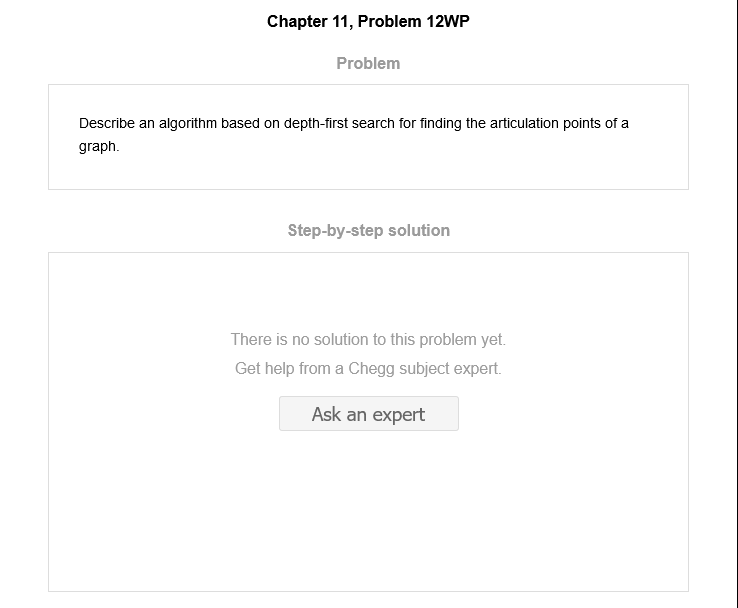 Chapter 11, Problem 12WP
Problem
Describe an algorithm based on depth-first search for finding the articulation points of a
graph.
Step-by-step solution
There is no solution to this problem yet.
Get help from a Chegg subject expert.
Ask an expert